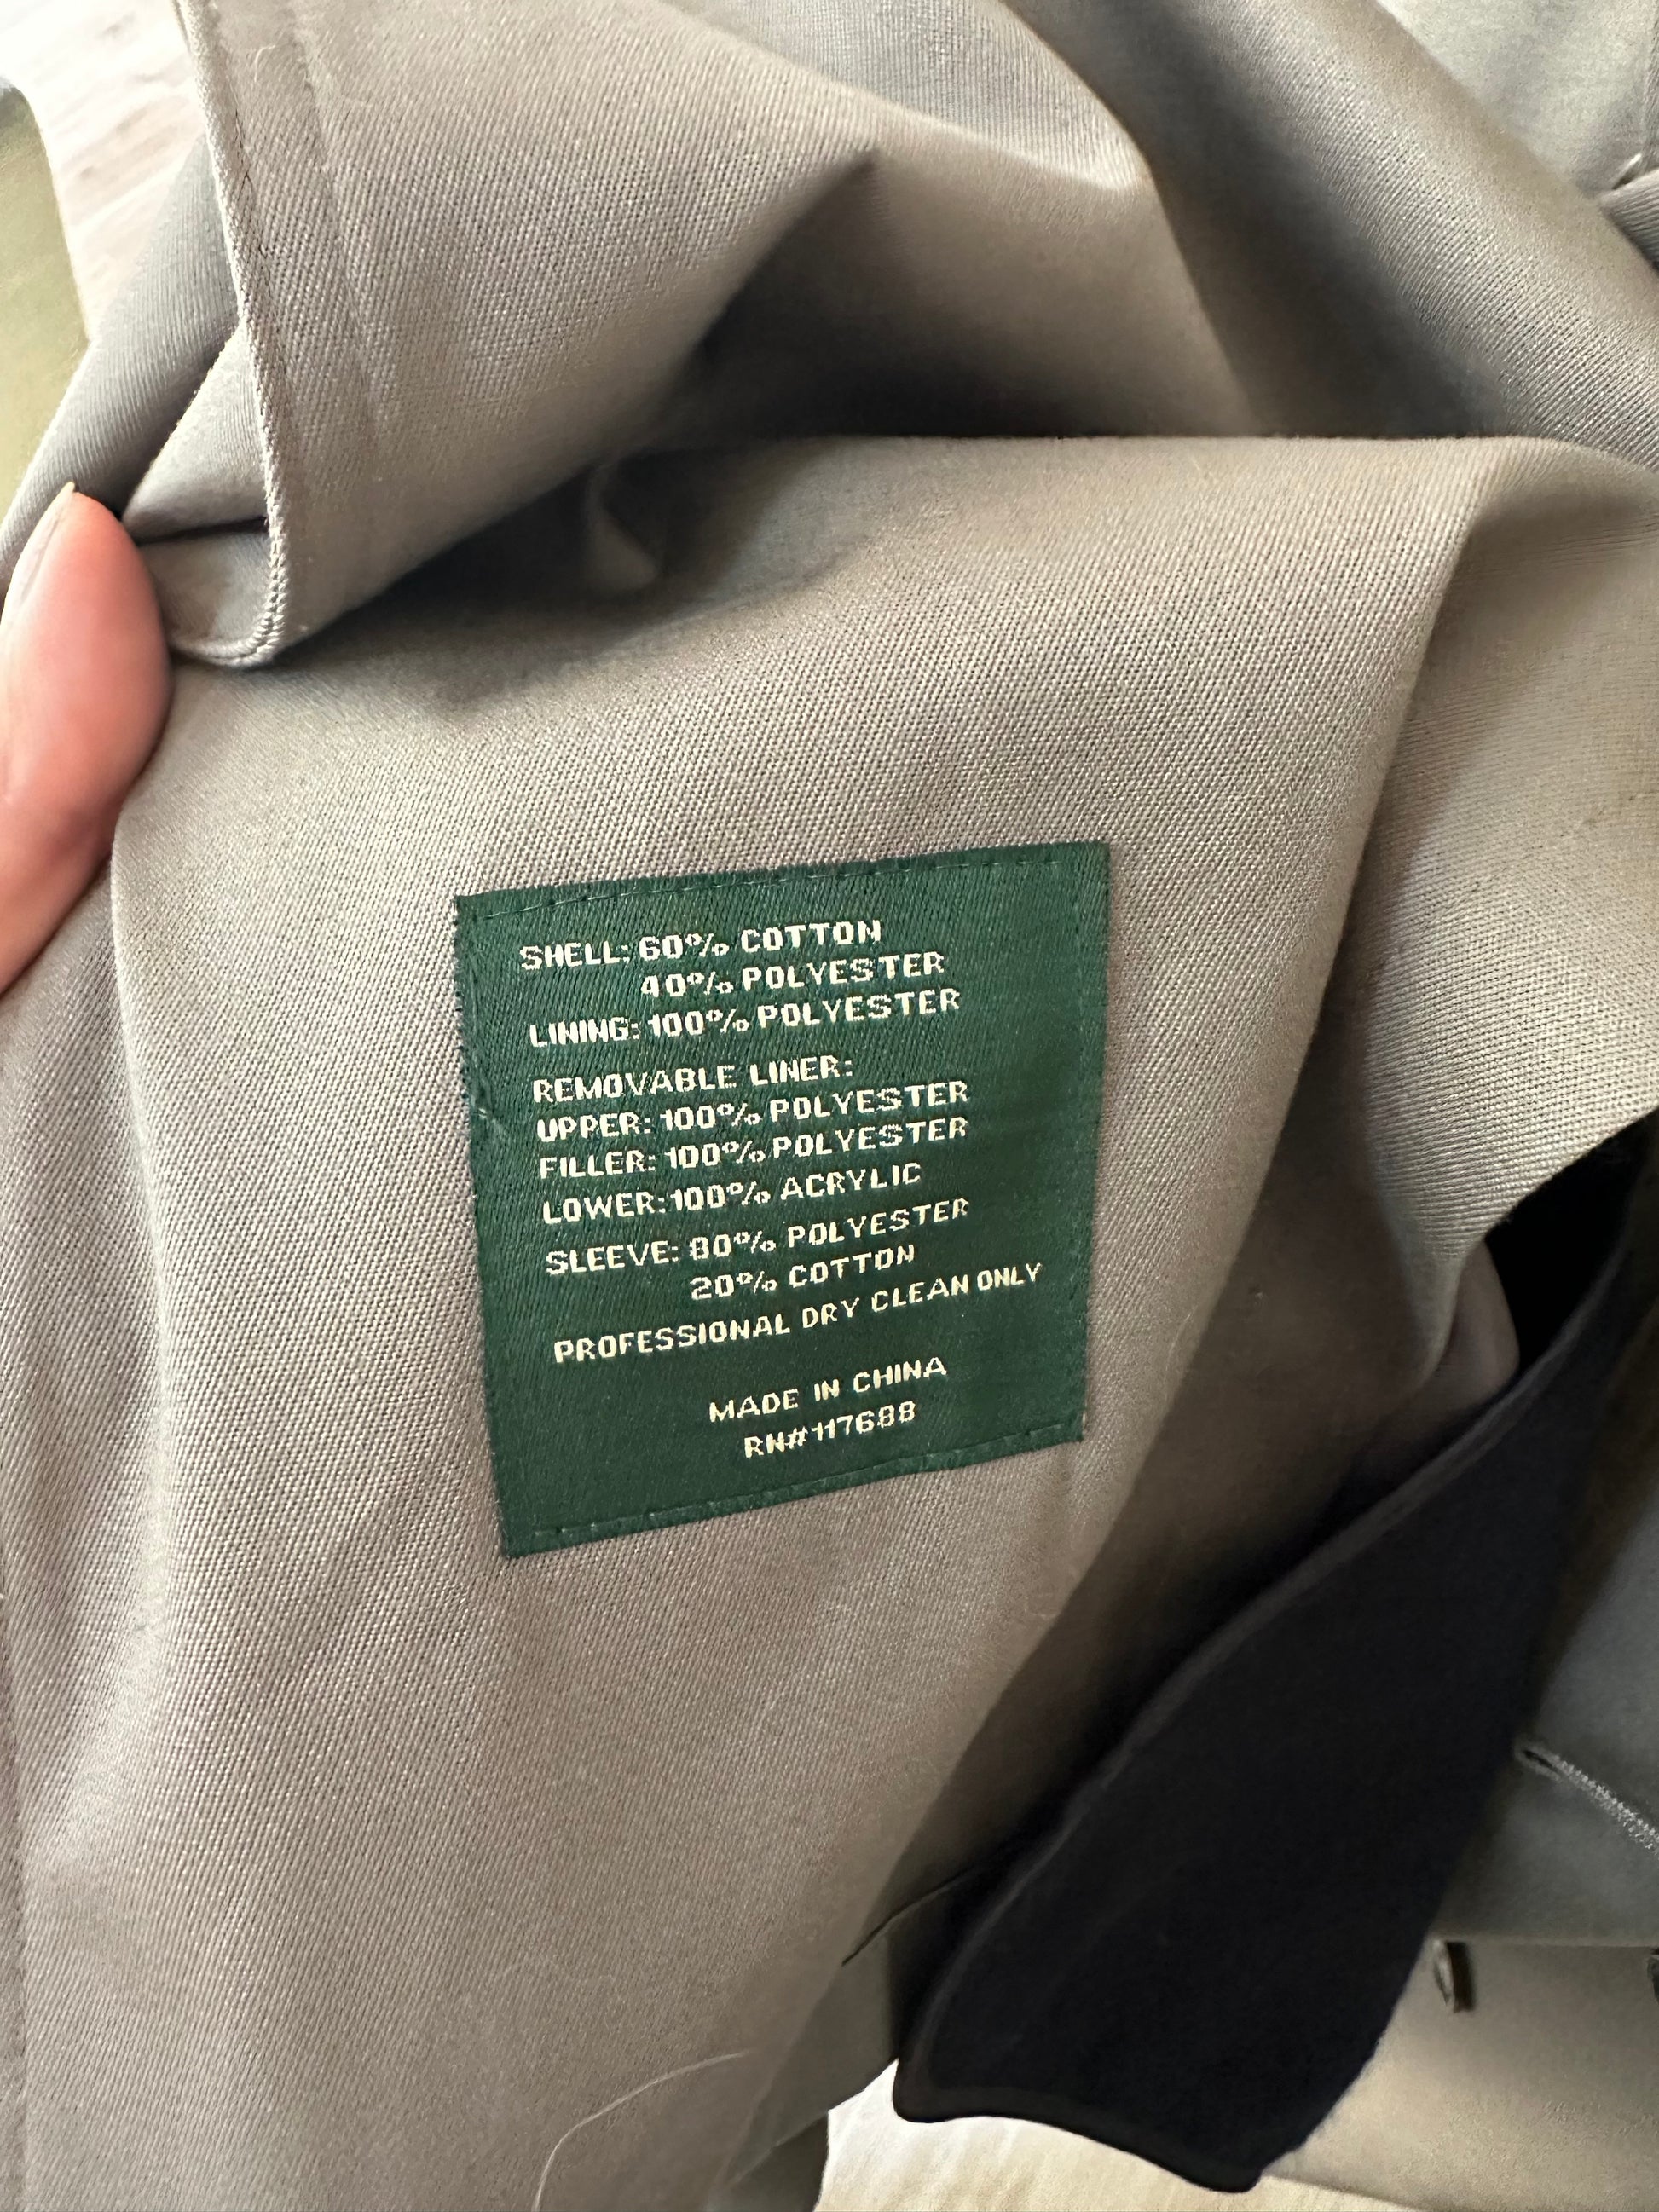 SHELL: 60% COTTON
40% POLYESTER
LINING: 100% POLYESTER
REMOVABLE LINER:
UPPER: 100% POLYESTER
FILLER: 100% POLYESTER
LOWER: 100% ACRYLIC
SLEEVE: 80% POLYESTER
20% COTTON
PROFESSIONAL DRY CLEAN ONLY
MADE IN CHINA
RN#117688